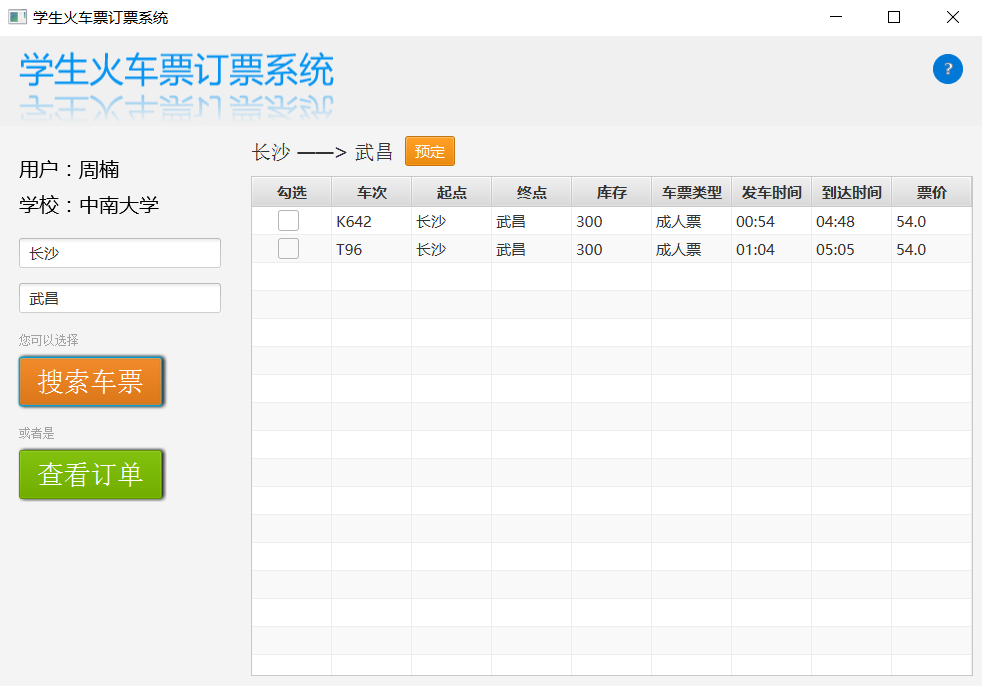 学生火车票订票系统
学生火车票订票系统
?
用户：周楠
学校：中南大学
长沙
武昌
您可以选择
搜索车票
或者是
查看订单
长沙 ——> 武昌 预定
勾选 车次 起点 终点 库存 车票类型 发车时间 到达时间 票价
K642 长沙 武昌 300 成人票 00:54 04:48 54.0
T96 长沙 武昌 300 成人票 01:04 05:05 54.0